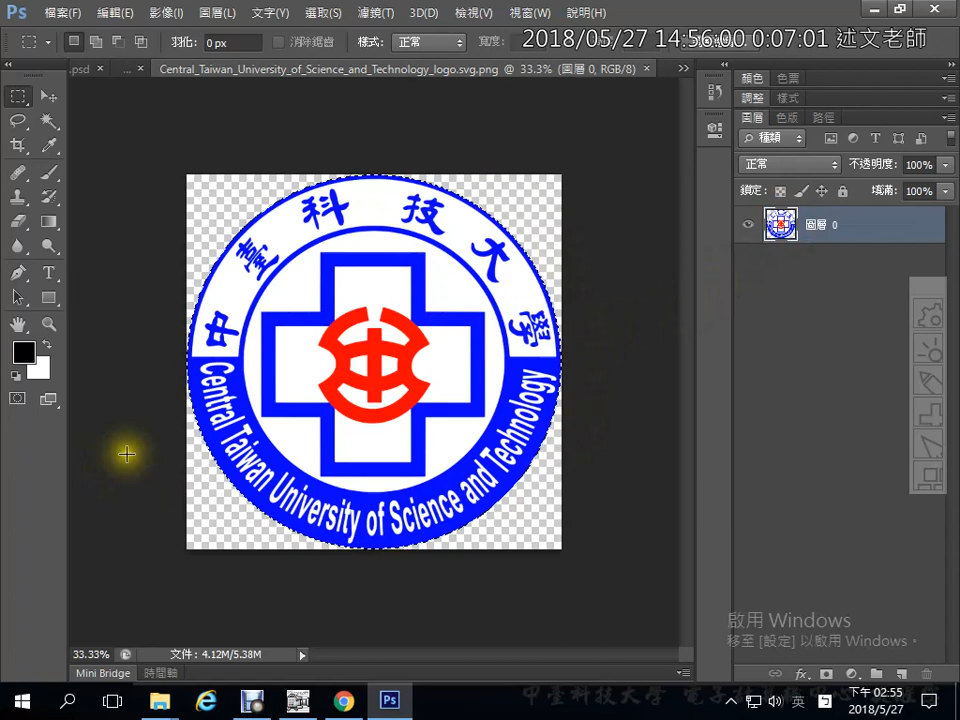 Ps 檔案(F) 編輯(E) 影像(I) 圖層(L) 文字(Y) 選取(S) 濾鏡(T) 3D(D) 檢視(V) 視窗(W) 說明(H)
羽化: 0 px 消除鋸齒 樣式: 正常 寬度:
2018/05/27 14:56:00 0:07:01 述文老師
.psd × ... × Central_Taiwan_University_of_Science_and_Technology_logo.svg.png @ 33.3% (圖層 0, RGB/8) ×
顏色 色票
調整 樣式
圖層 色版 路徑
種類
正常 不透明度: 100%
鎖定: 填滿: 100%
圖層 0
中臺科技大學
Central Taiwan University of Science and Technology
啟用 Windows
移至 [設定] 以啟用 Windows。
33.33% 文件: 4.12M/5.38M
Mini Bridge 時間軸
fx
中臺科技大學
英
下午 02:55
2018/5/27